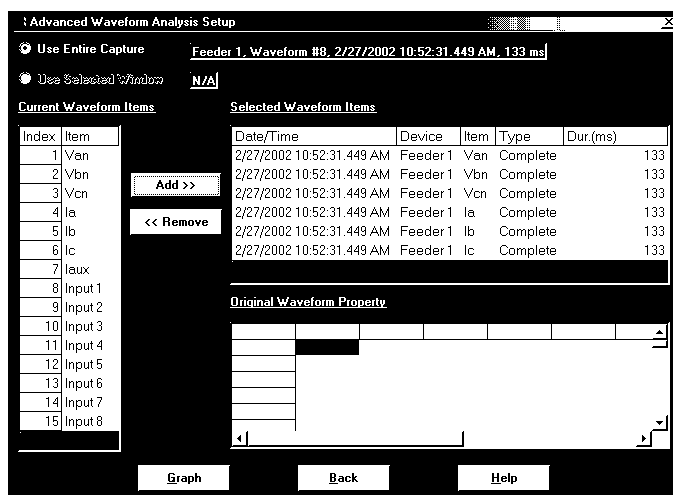 Advanced Waveform Analysis Setup
Use Entire Capture
Feeder 1, Waveform #8, 2/27/2002 10:52:31.449 AM, 133 ms
Use Selected Window
N/A
Current Waveform Items
Index Item
1 Van
2 Vbn
3 Vcn
4 Ia
5 Ib
6 Ic
7 Iaux
8 Input 1
9 Input 2
10 Input 3
11 Input 4
12 Input 5
13 Input 6
14 Input 7
15 Input 8
Add >>
<< Remove
Selected Waveform Items
Date/Time Device Item Type Dur.(ms)
2/27/2002 10:52:31.449 AM Feeder 1 Van Complete 133
2/27/2002 10:52:31.449 AM Feeder 1 Vbn Complete 133
2/27/2002 10:52:31.449 AM Feeder 1 Vcn Complete 133
2/27/2002 10:52:31.449 AM Feeder 1 Ia Complete 133
2/27/2002 10:52:31.449 AM Feeder 1 Ib Complete 133
2/27/2002 10:52:31.449 AM Feeder 1 Ic Complete 133
Original Waveform Property
Graph
Back
Help